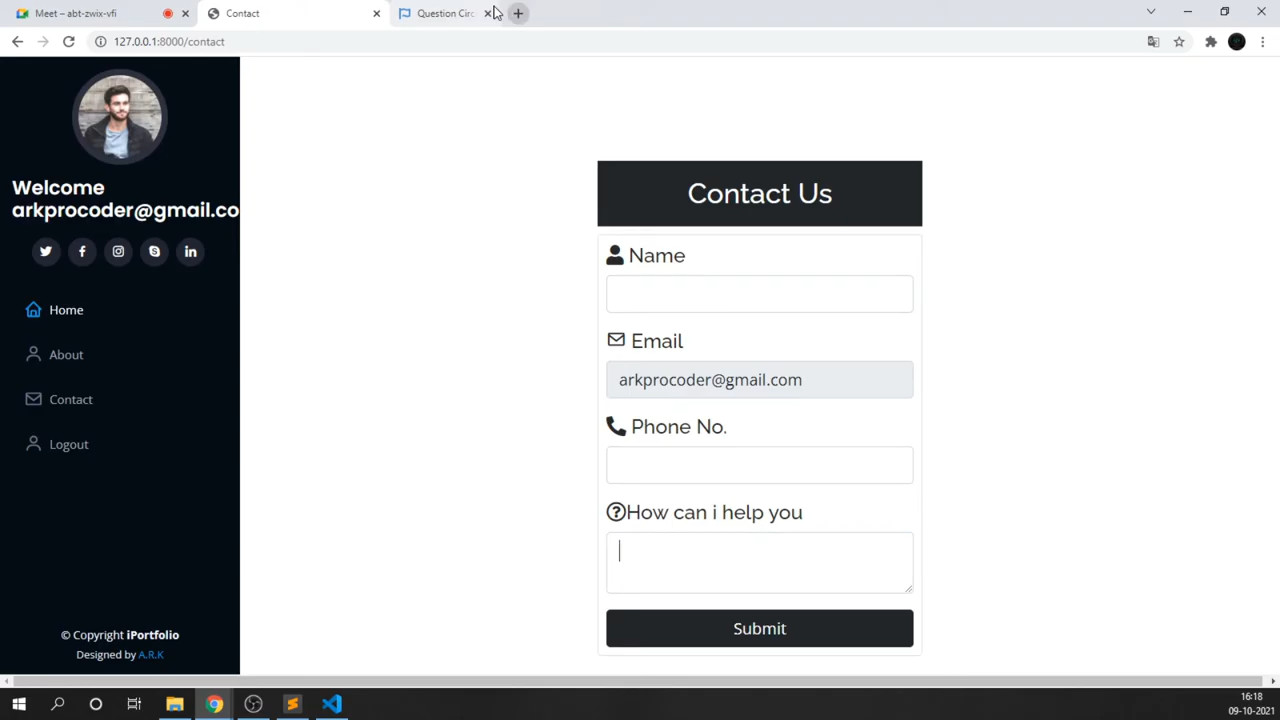 Meet – abt-zwix-vfi
Contact
Question Circ
127.0.0.1:8000/contact
Welcome
arkprocoder@gmail.co
Home
About
Contact
Logout
© Copyright iPortfolio
Designed by A.R.K
Contact Us
Name
Email
arkprocoder@gmail.com
Phone No.
How can i help you
Submit
16:18
09-10-2021